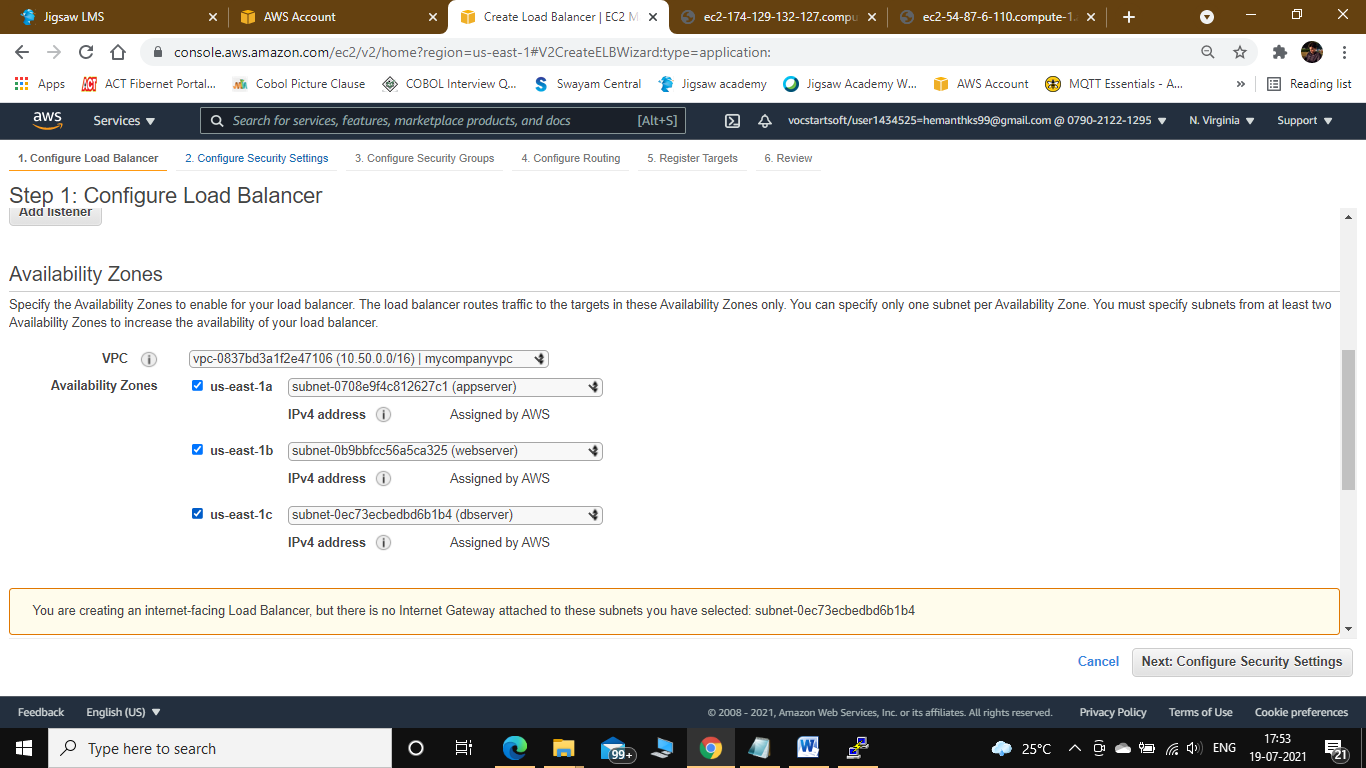 Jigsaw LMS
AWS Account
Create Load Balancer | EC2 M
ec2-174-129-132-127.compu
ec2-54-87-6-110.compute-1.
console.aws.amazon.com/ec2/v2/home?region=us-east-1#V2CreateELBWizard:type=application:
Apps
ACT Fibernet Portal...
Cobol Picture Clause
COBOL Interview Q...
Swayam Central
Jigsaw academy
Jigsaw Academy W...
AWS Account
MQTT Essentials - A...
»
Reading list
aws
Services
Search for services, features, marketplace products, and docs
[Alt+S]
vocstartsoft/user1434525=hemanthks99@gmail.com @ 0790-2122-1295
N. Virginia
Support
1. Configure Load Balancer
2. Configure Security Settings
3. Configure Security Groups
4. Configure Routing
5. Register Targets
6. Review
Step 1: Configure Load Balancer
Add listener
Availability Zones
Specify the Availability Zones to enable for your load balancer. The load balancer routes traffic to the targets in these Availability Zones only. You can specify only one subnet per Availability Zone. You must specify subnets from at least two
Availability Zones to increase the availability of your load balancer.
VPC i
vpc-0837bd3a1f2e47106 (10.50.0.0/16) | mycompanyvpc
Availability Zones
us-east-1a
subnet-0708e9f4c812627c1 (appserver)
IPv4 address i
Assigned by AWS
us-east-1b
subnet-0b9bbfcc56a5ca325 (webserver)
IPv4 address i
Assigned by AWS
us-east-1c
subnet-0ec73ecbedbd6b1b4 (dbserver)
IPv4 address i
Assigned by AWS
You are creating an internet-facing Load Balancer, but there is no Internet Gateway attached to these subnets you have selected: subnet-0ec73ecbedbd6b1b4
Cancel
Next: Configure Security Settings
Feedback
English (US)
© 2008 - 2021, Amazon Web Services, Inc. or its affiliates. All rights reserved.
Privacy Policy
Terms of Use
Cookie preferences
Type here to search
99+
25°C
ENG
17:53
19-07-2021
21